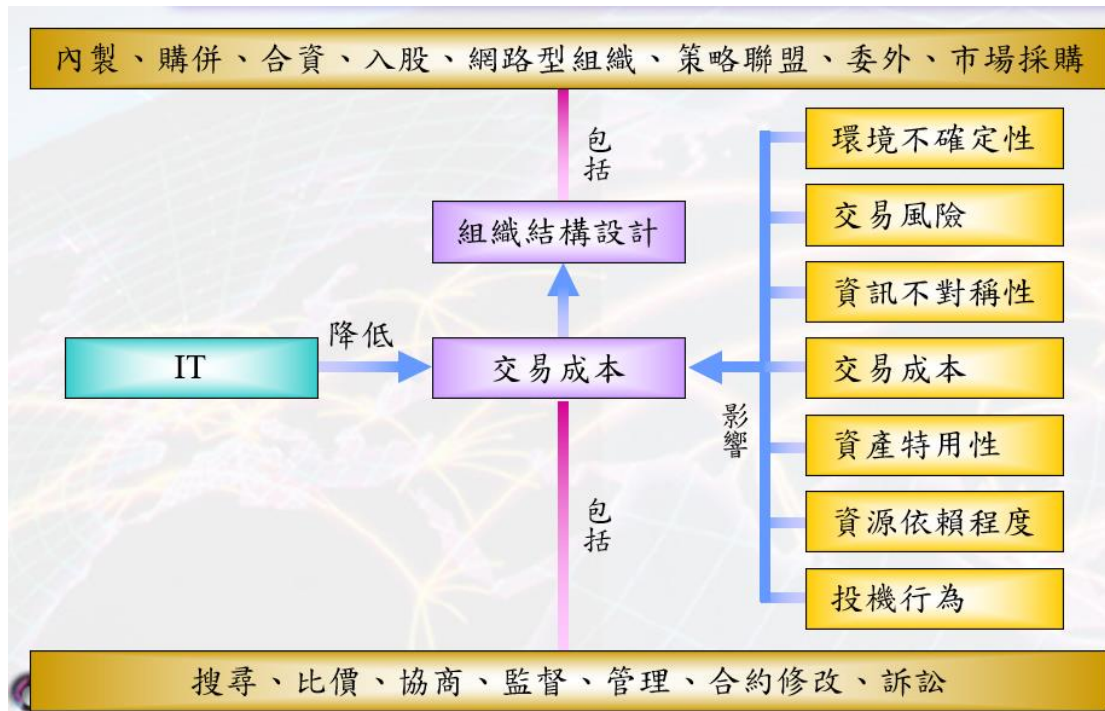 內製、購併、合資、入股、網路型組織、策略聯盟、委外、市場採購
包括
環境不確定性
交易風險
組織結構設計
資訊不對稱性
降低
IT
交易成本
交易成本
影響
資產特用性
包括
資源依賴程度
投機行為
搜尋、比價、協商、監督、管理、合約修改、訴訟